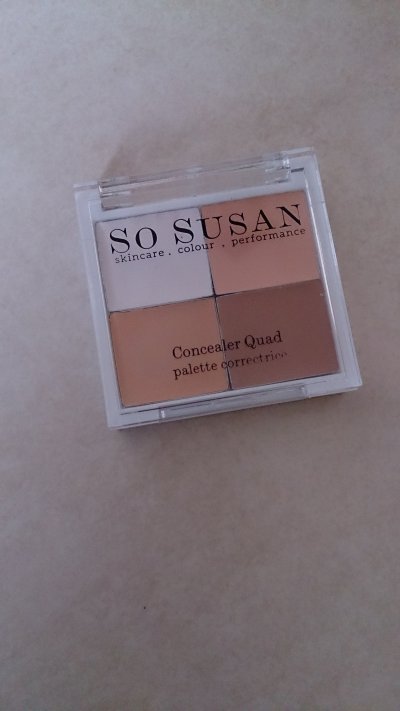 SO SUSAN
skincare . colour . performance
Concealer Quad
palette correctrice